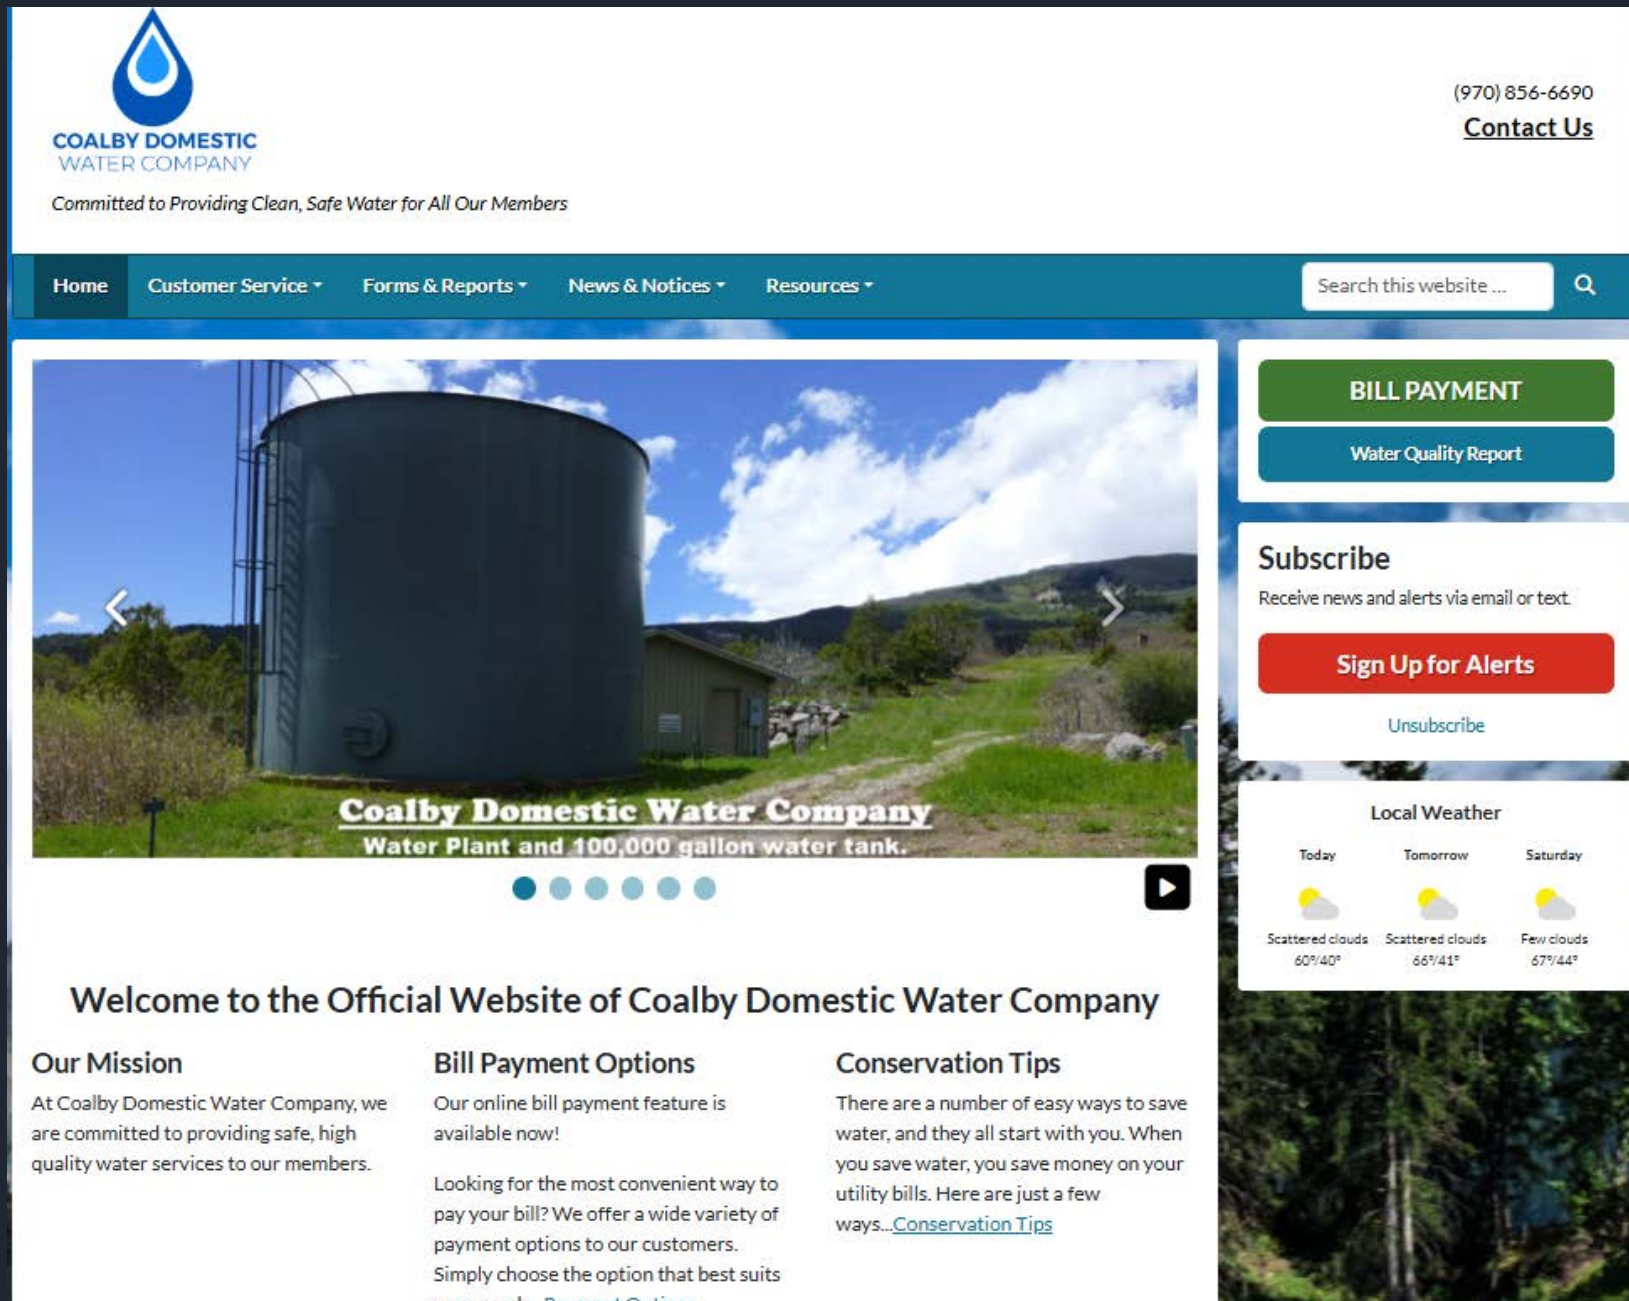 COALBY DOMESTIC
WATER COMPANY
Committed to Providing Clean, Safe Water for All Our Members
(970) 856-6690
Contact Us
Home
Customer Service
Forms & Reports
News & Notices
Resources
Search this website ...
Coalby Domestic Water Company
Water Plant and 100,000 gallon water tank.
BILL PAYMENT
Water Quality Report
Subscribe
Receive news and alerts via email or text.
Sign Up for Alerts
Unsubscribe
Local Weather
Today
Tomorrow
Saturday
Scattered clouds
Scattered clouds
Few clouds
60°/40°
66°/41°
67°/44°
Welcome to the Official Website of Coalby Domestic Water Company
Our Mission
At Coalby Domestic Water Company, we
are committed to providing safe, high
quality water services to our members.
Bill Payment Options
Our online bill payment feature is
available now!
Looking for the most convenient way to
pay your bill? We offer a wide variety of
payment options to our customers.
Simply choose the option that best suits
Conservation Tips
There are a number of easy ways to save
water, and they all start with you. When
you save water, you save money on your
utility bills. Here are just a few
ways...Conservation Tips